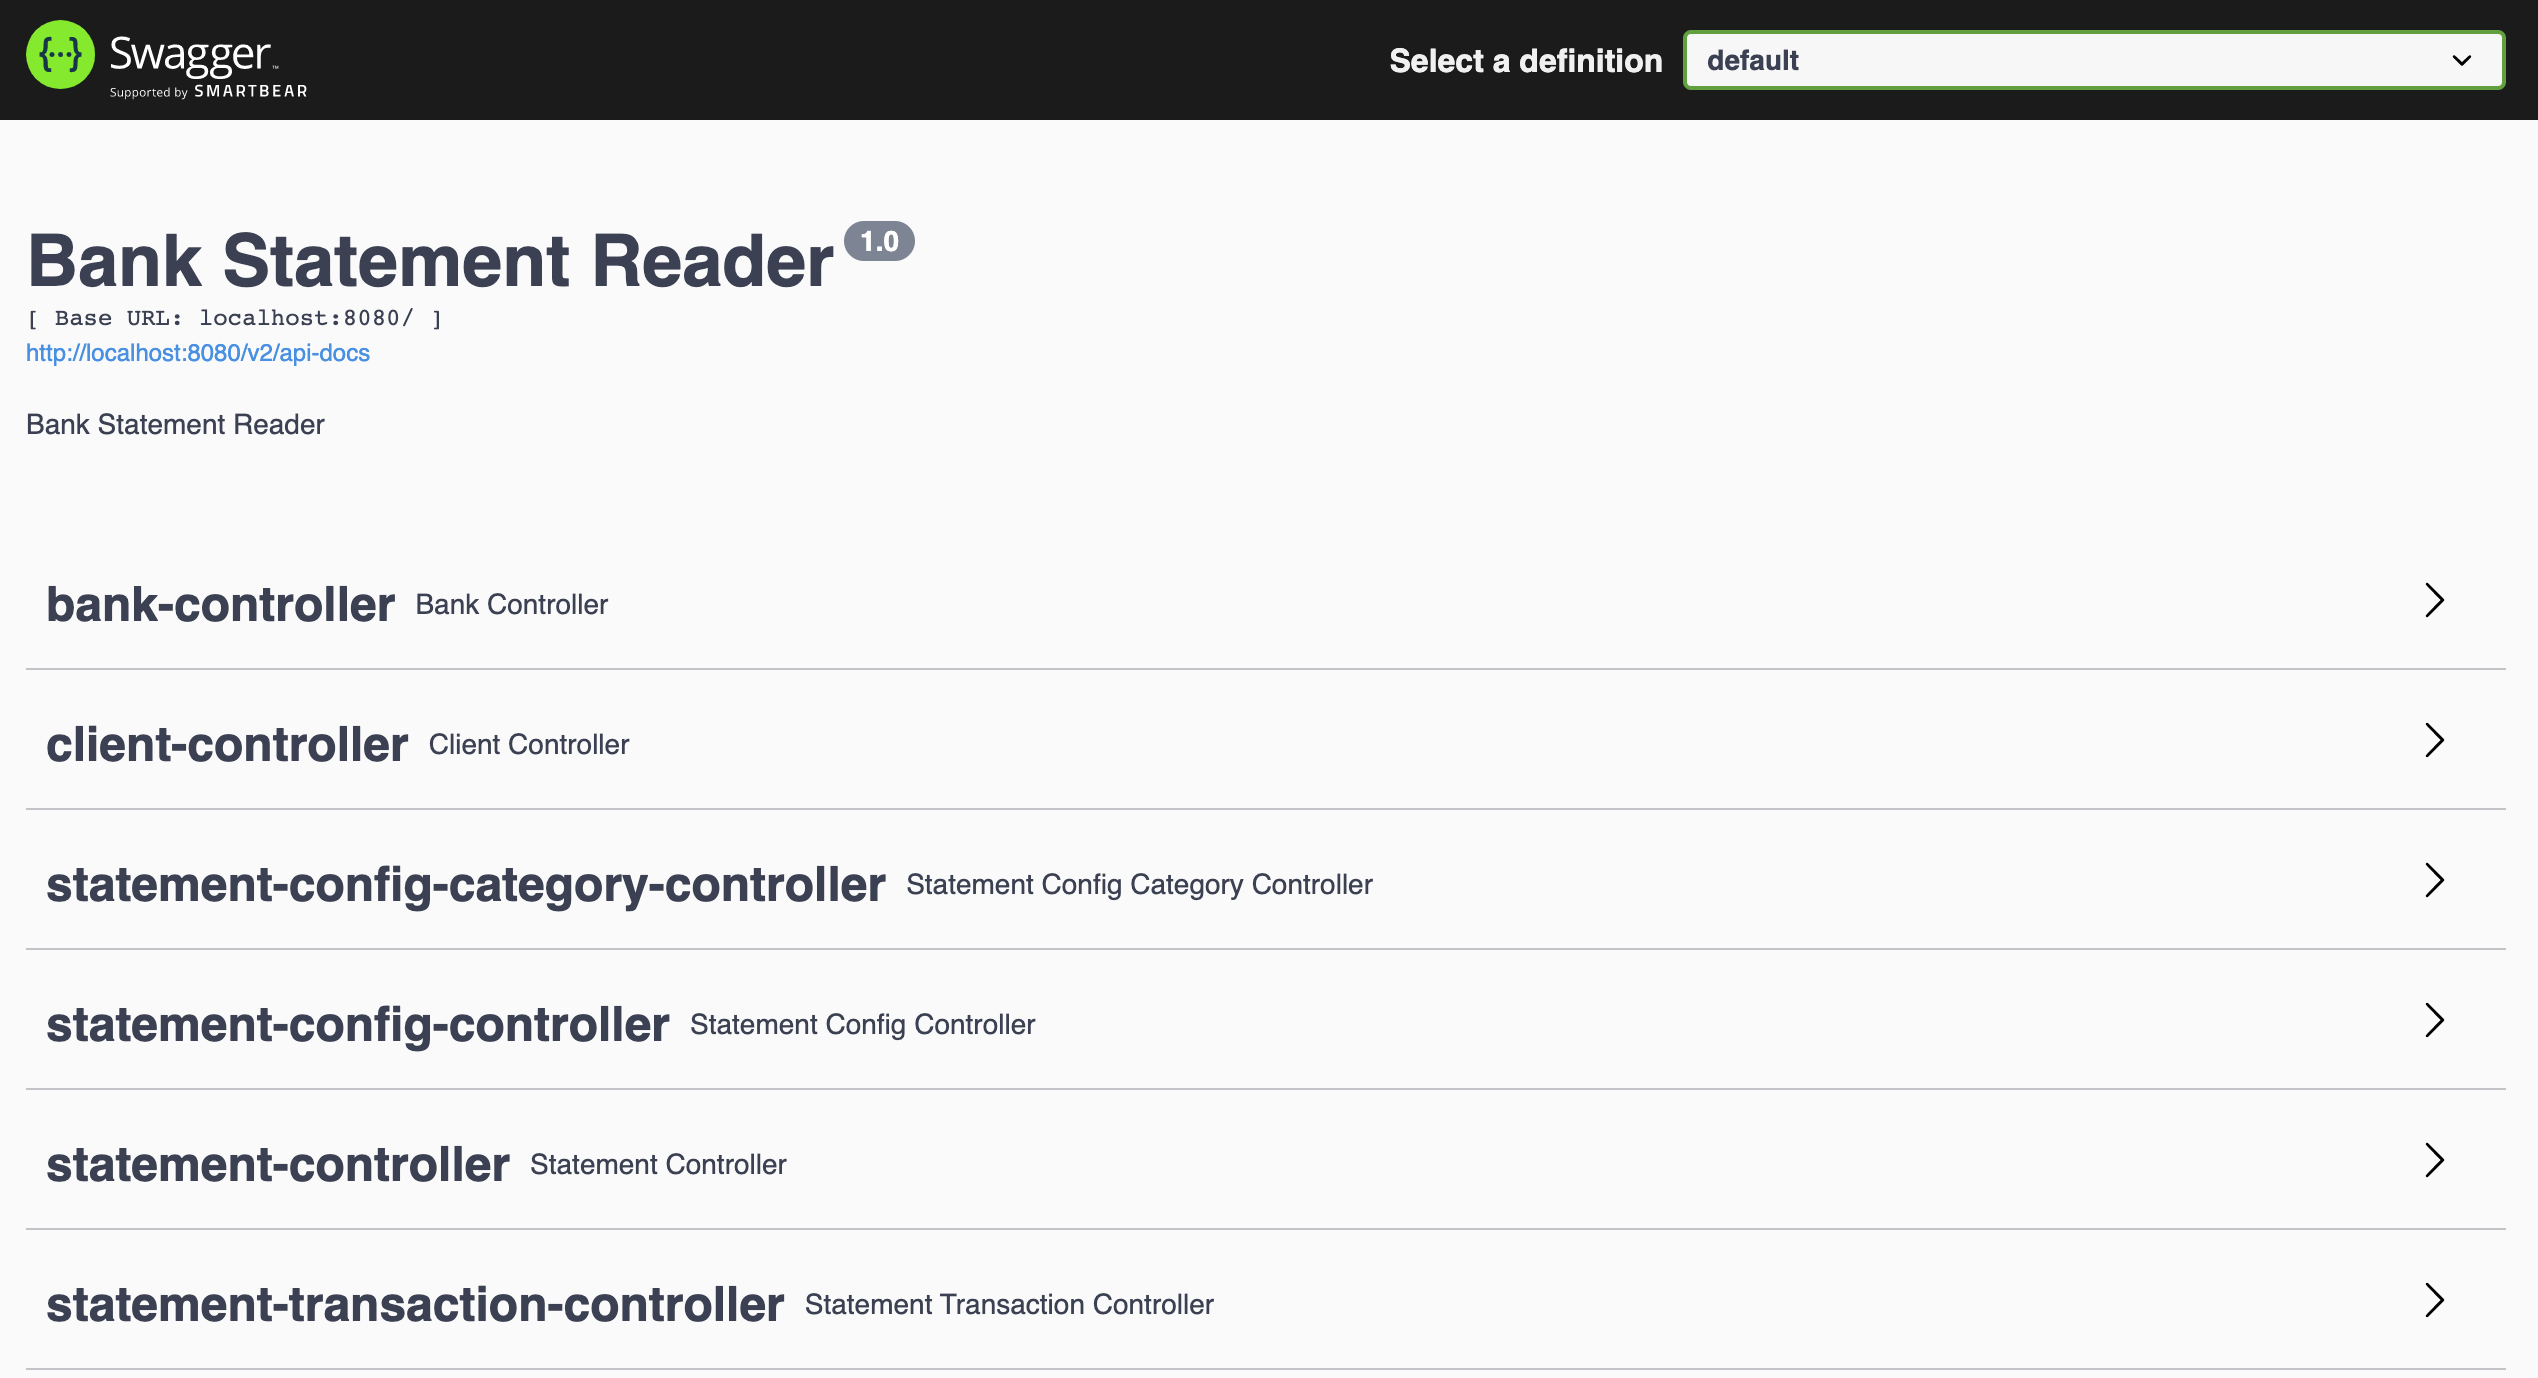 {···} Swagger™
Supported by SMARTBEAR
Select a definition default
Bank Statement Reader 1.0
[ Base URL: localhost:8080/ ]
http://localhost:8080/v2/api-docs
Bank Statement Reader
bank-controller Bank Controller
client-controller Client Controller
statement-config-category-controller Statement Config Category Controller
statement-config-controller Statement Config Controller
statement-controller Statement Controller
statement-transaction-controller Statement Transaction Controller